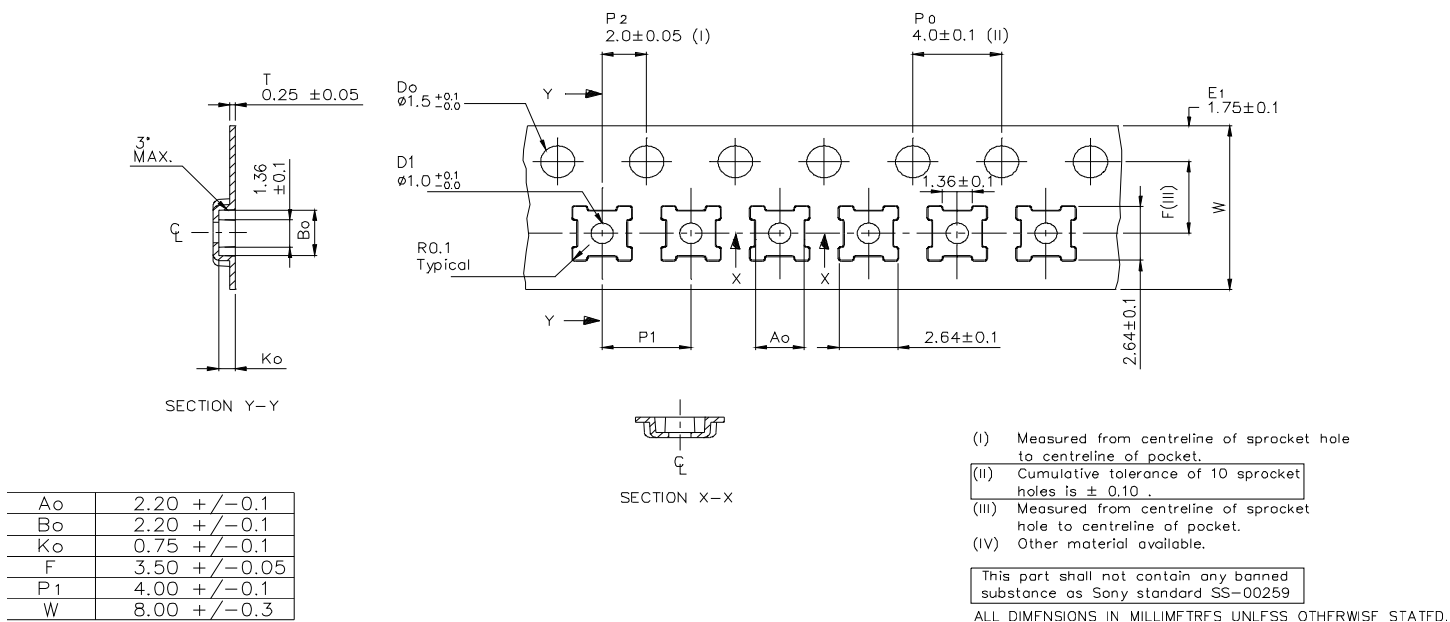 P2
2.0±0.05 (I)
Po
4.0±0.1 (II)
T
0.25 ±0.05
Do
ø1.5 +0.1 -0.0
Y
E1
1.75±0.1
3°
MAX.
1.36
±0.1
D1
ø1.0 +0.1 -0.0
1.36±0.1
F(III)
W
CL
Bo
R0.1
Typical
X
X
Y
P1
Ao
2.64±0.1
2.64±0.1
Ko
SECTION Y-Y
CL
SECTION X-X
Ao 2.20 +/-0.1
Bo 2.20 +/-0.1
Ko 0.75 +/-0.1
F 3.50 +/-0.05
P1 4.00 +/-0.1
W 8.00 +/-0.3
(I) Measured from centreline of sprocket hole
to centreline of pocket.
(II) Cumulative tolerance of 10 sprocket
holes is ± 0.10 .
(III) Measured from centreline of sprocket
hole to centreline of pocket.
(IV) Other material available.
This part shall not contain any banned
substance as Sony standard SS-00259
ALL DIMENSIONS IN MILLIMETRES UNLESS OTHERWISE STATED.